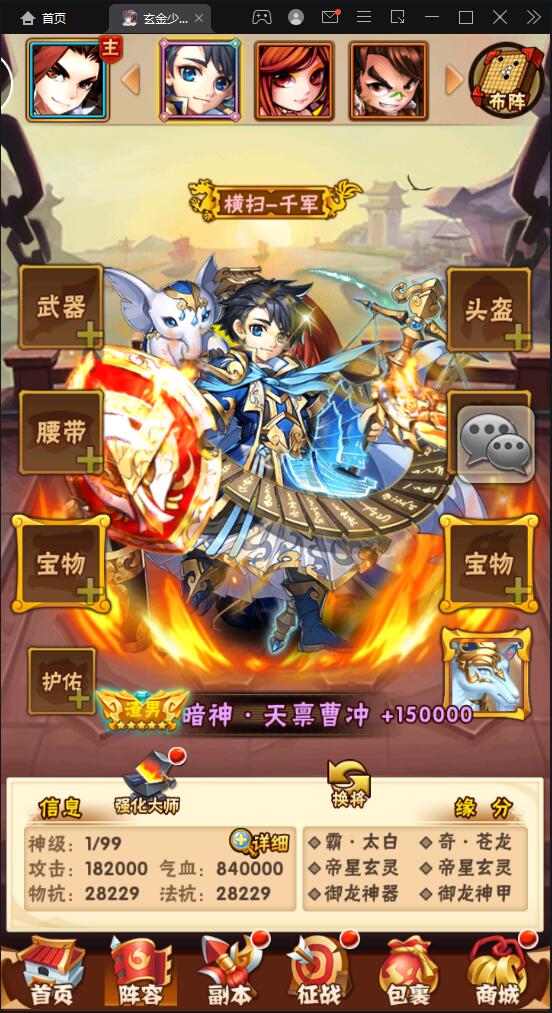 首页
玄金少...
主
布阵
横扫-千军
武器
头盔
腰带
宝物
宝物
护佑
渣男
暗神·天禀曹冲 +150000
强化大师
换将
信息
缘 分
神级: 1/99
详细
攻击: 182000 气血: 840000
物抗: 28229 法抗: 28229
霸·太白 奇·苍龙
帝星玄灵 帝星玄灵
御龙神器 御龙神甲
首页 阵容 副本 征战 包裹 商城